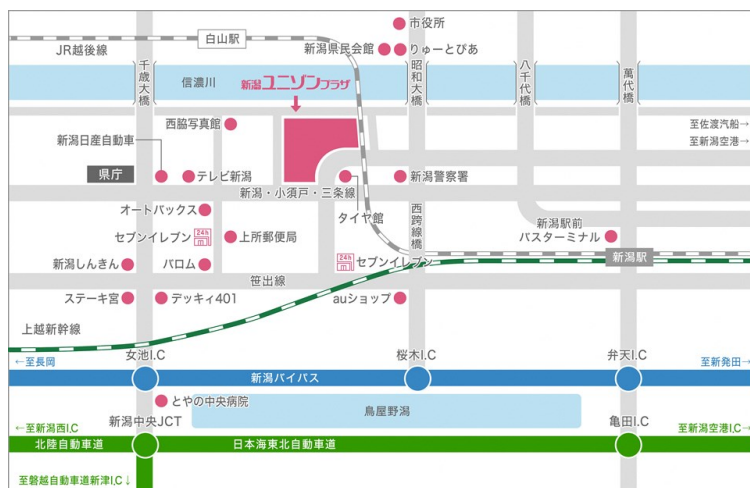 市役所
白山駅
JR越後線
新潟県民会館
りゅーとぴあ
千歳大橋
昭和大橋
八千代橋
萬代橋
信濃川
新潟ユニゾンプラザ
西脇写真館
至佐渡汽船→
新潟日産自動車
至新潟空港→
県庁
テレビ新潟
新潟警察署
新潟・小須戸・三条線
タイヤ館
オートバックス
西跨線橋
新潟駅前
バスターミナル
セブンイレブン
24h
上所郵便局
24h
セブンイレブン
新潟駅
新潟しんきん
パロム
笹出線
ステーキ宮
デッキィ401
auショップ
上越新幹線
女池I.C
桜木I.C
弁天I.C
←至長岡
至新発田→
新潟バイパス
とやの中央病院
鳥屋野潟
新潟中央JCT
亀田I.C
←至新潟西I.C
至新潟空港I.C→
北陸自動車道
日本海東北自動車道
至磐越自動車道新津I.C↓